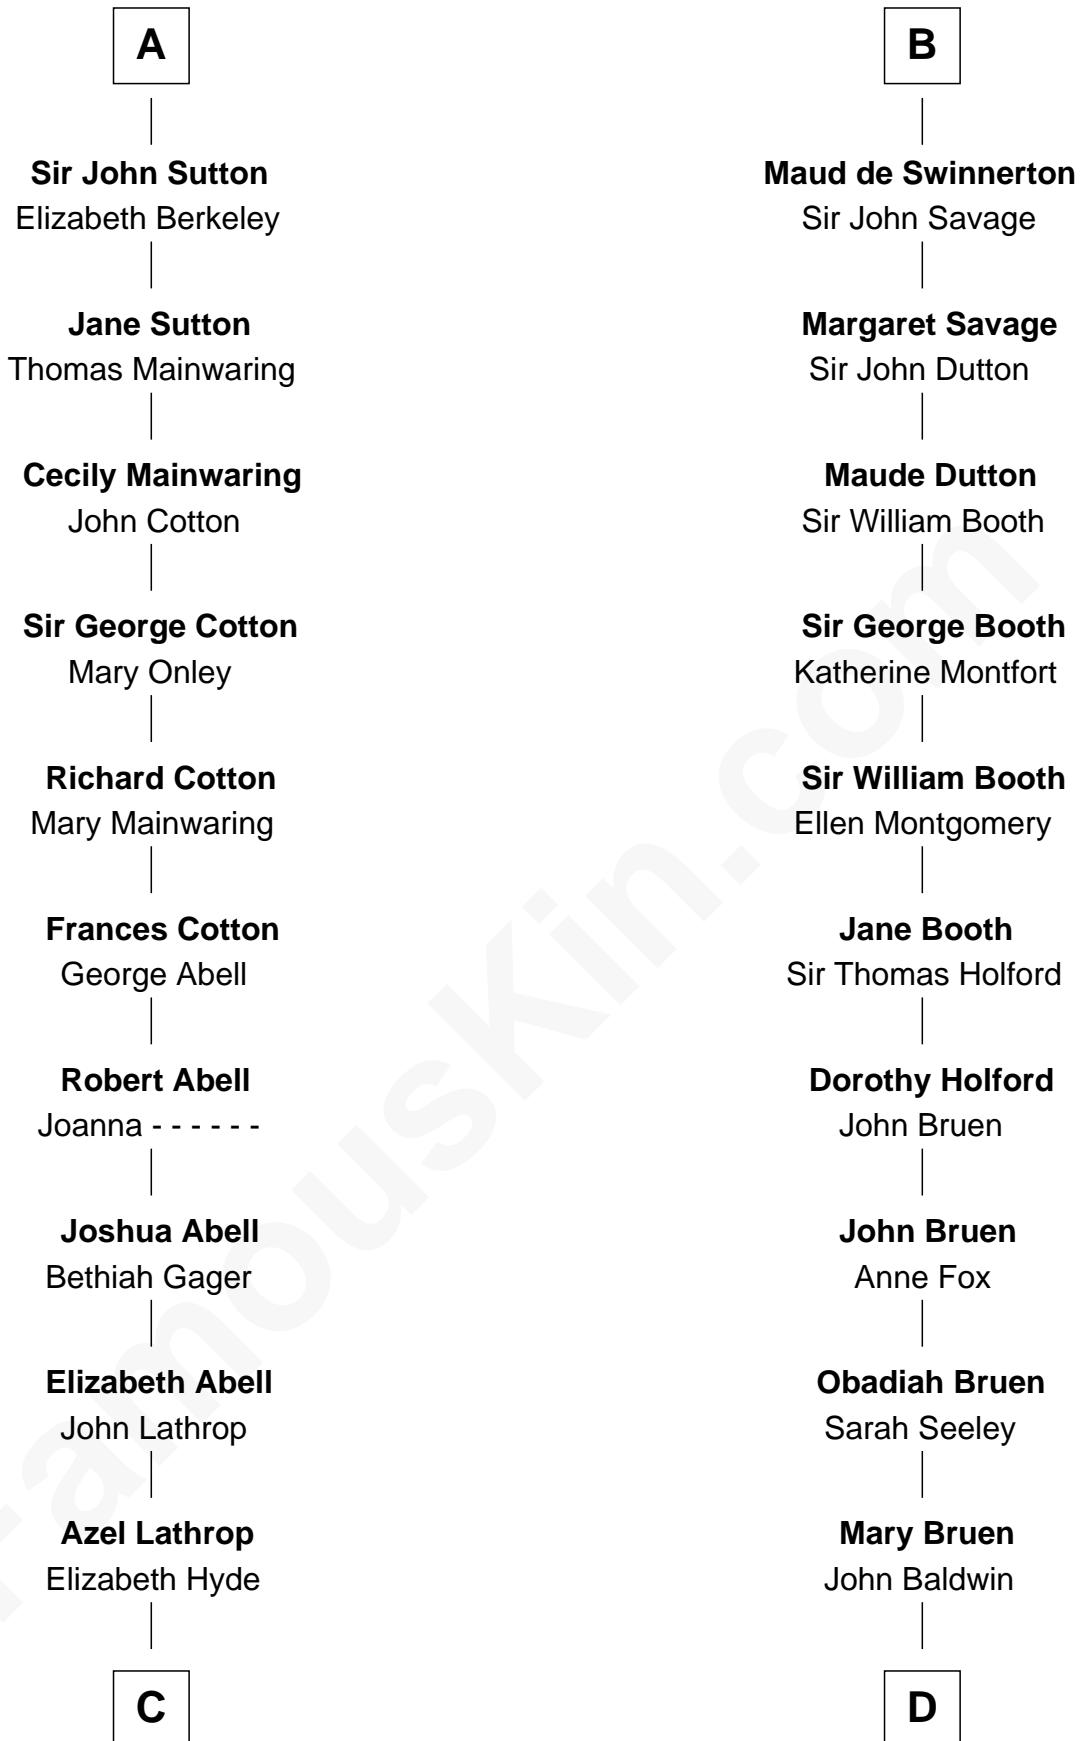 A
Sir John Sutton
Elizabeth Berkeley
Jane Sutton
Thomas Mainwaring
Cecily Mainwaring
John Cotton
Sir George Cotton
Mary Onley
Richard Cotton
Mary Mainwaring
Frances Cotton
George Abell
Robert Abell
Joanna - - - - - -
Joshua Abell
Bethiah Gager
Elizabeth Abell
John Lathrop
Azel Lathrop
Elizabeth Hyde
C
B
Maud de Swinnerton
Sir John Savage
Margaret Savage
Sir John Dutton
Maude Dutton
Sir William Booth
Sir George Booth
Katherine Montfort
Sir William Booth
Ellen Montgomery
Jane Booth
Sir Thomas Holford
Dorothy Holford
John Bruen
John Bruen
Anne Fox
Obadiah Bruen
Sarah Seeley
Mary Bruen
John Baldwin
D
FamousKin.com